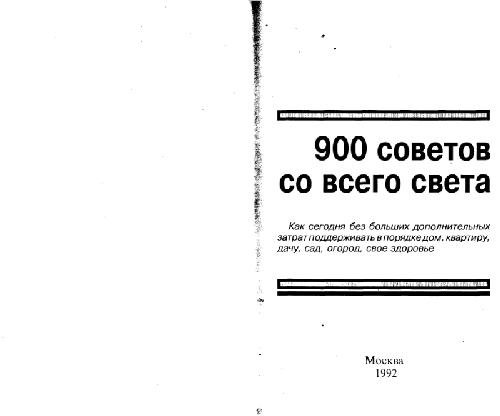 900 советов
со всего света
Как сегодня без больших дополнительных
затрат поддерживать в порядке дом, квартиру,
дачу, сад, огород, свое здоровье
Москва
1992